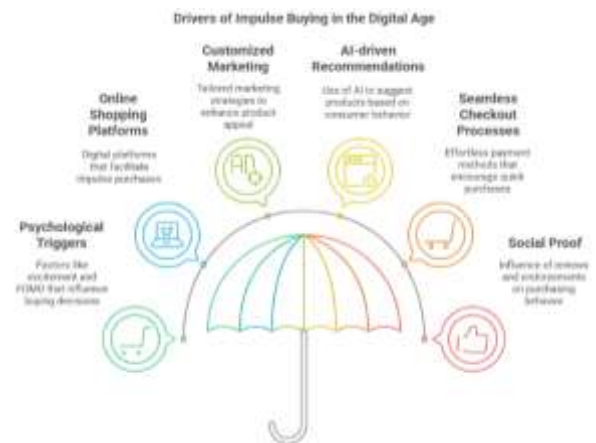 Drivers of Impulse Buying in the Digital Age
Customized
Marketing
Tailored marketing
strategies to
enhance product
appeal
AI-driven
Recommendations
Use of AI to suggest
products based on
consumer behavior
Online
Shopping
Platforms
Digital platforms
that facilitate
impulse purchases
Seamless
Checkout
Processes
Effortless payment
methods that
encourage quick
purchases
Psychological
Triggers
Factors like
excitement and
FOMO that influence
buying decisions
Social Proof
Influence of reviews
and endorsements
on purchasing
behavior